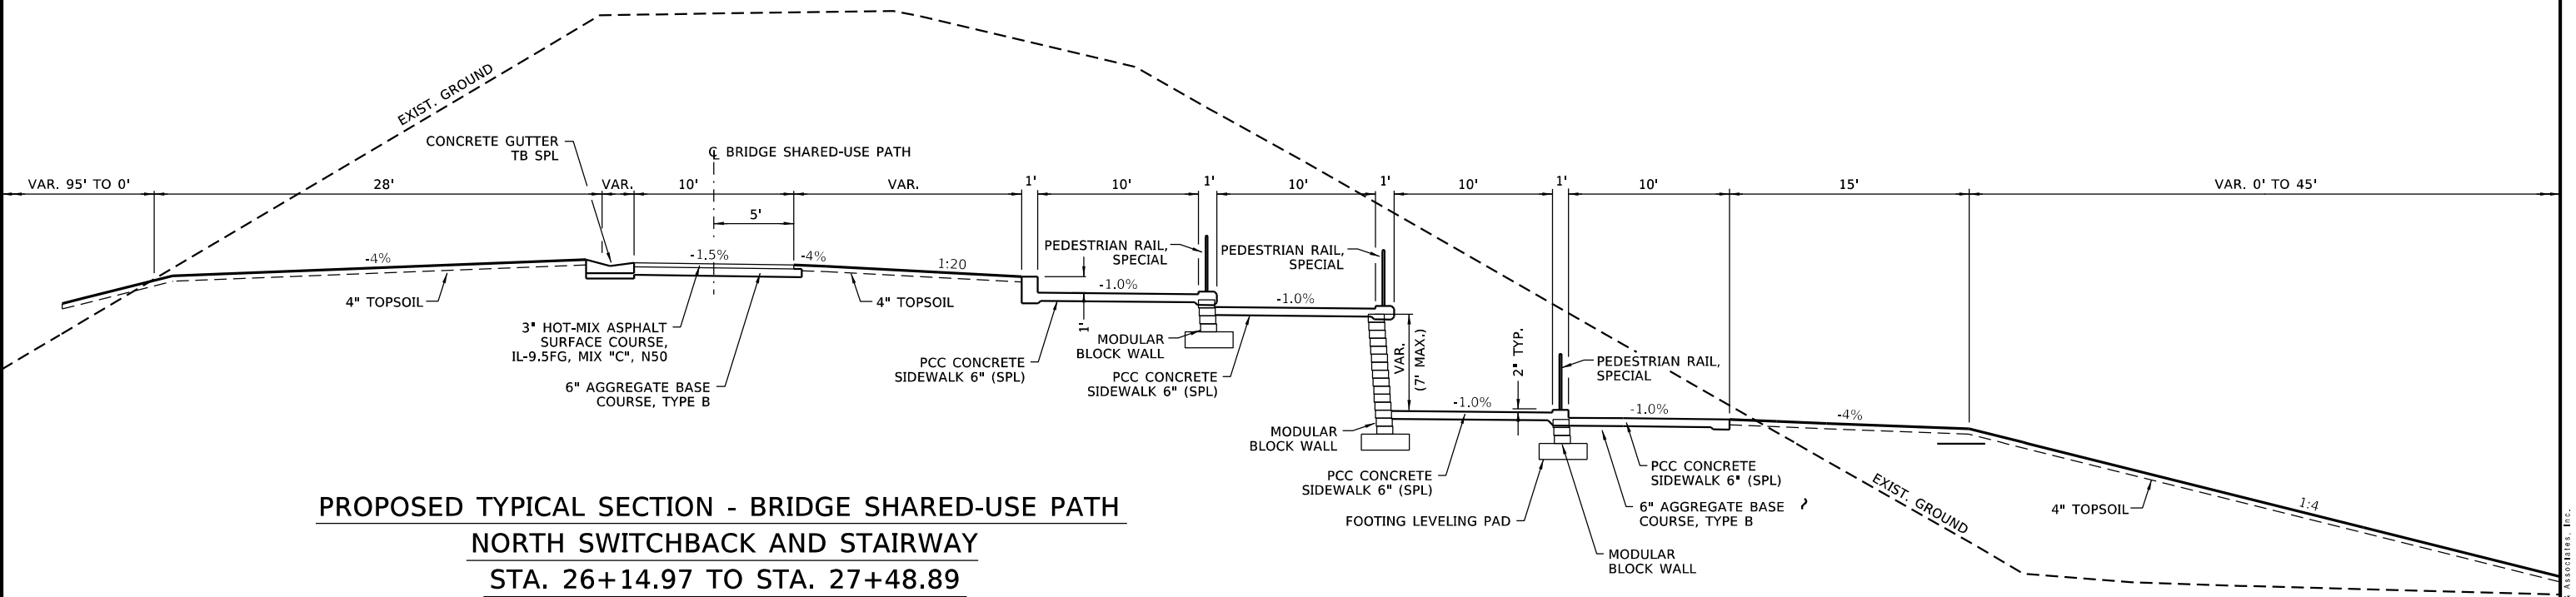 EXIST. GROUND
CONCRETE GUTTER
TB SPL
℄ BRIDGE SHARED-USE PATH
VAR. 95' TO 0'
28'
VAR.
10'
VAR.
1'
10'
1'
10'
1'
10'
1'
10'
15'
VAR. 0' TO 45'
5'
-4%
-1.5%
-4%
1:20
PEDESTRIAN RAIL,
SPECIAL
PEDESTRIAN RAIL,
SPECIAL
-1.0%
-1.0%
4" TOPSOIL
4" TOPSOIL
1'
3" HOT-MIX ASPHALT
SURFACE COURSE,
IL-9.5FG, MIX "C", N50
MODULAR
BLOCK WALL
PCC CONCRETE
SIDEWALK 6" (SPL)
PCC CONCRETE
SIDEWALK 6" (SPL)
6" AGGREGATE BASE
COURSE, TYPE B
VAR.
(7' MAX.)
2" TYP.
PEDESTRIAN RAIL,
SPECIAL
-1.0%
-1.0%
-4%
MODULAR
BLOCK WALL
PCC CONCRETE
SIDEWALK 6" (SPL)
PCC CONCRETE
SIDEWALK 6" (SPL)
FOOTING LEVELING PAD
6" AGGREGATE BASE
COURSE, TYPE B
MODULAR
BLOCK WALL
EXIST. GROUND
4" TOPSOIL
1:4
PROPOSED TYPICAL SECTION - BRIDGE SHARED-USE PATH
NORTH SWITCHBACK AND STAIRWAY
STA. 26+14.97 TO STA. 27+48.89
Associates, Inc.